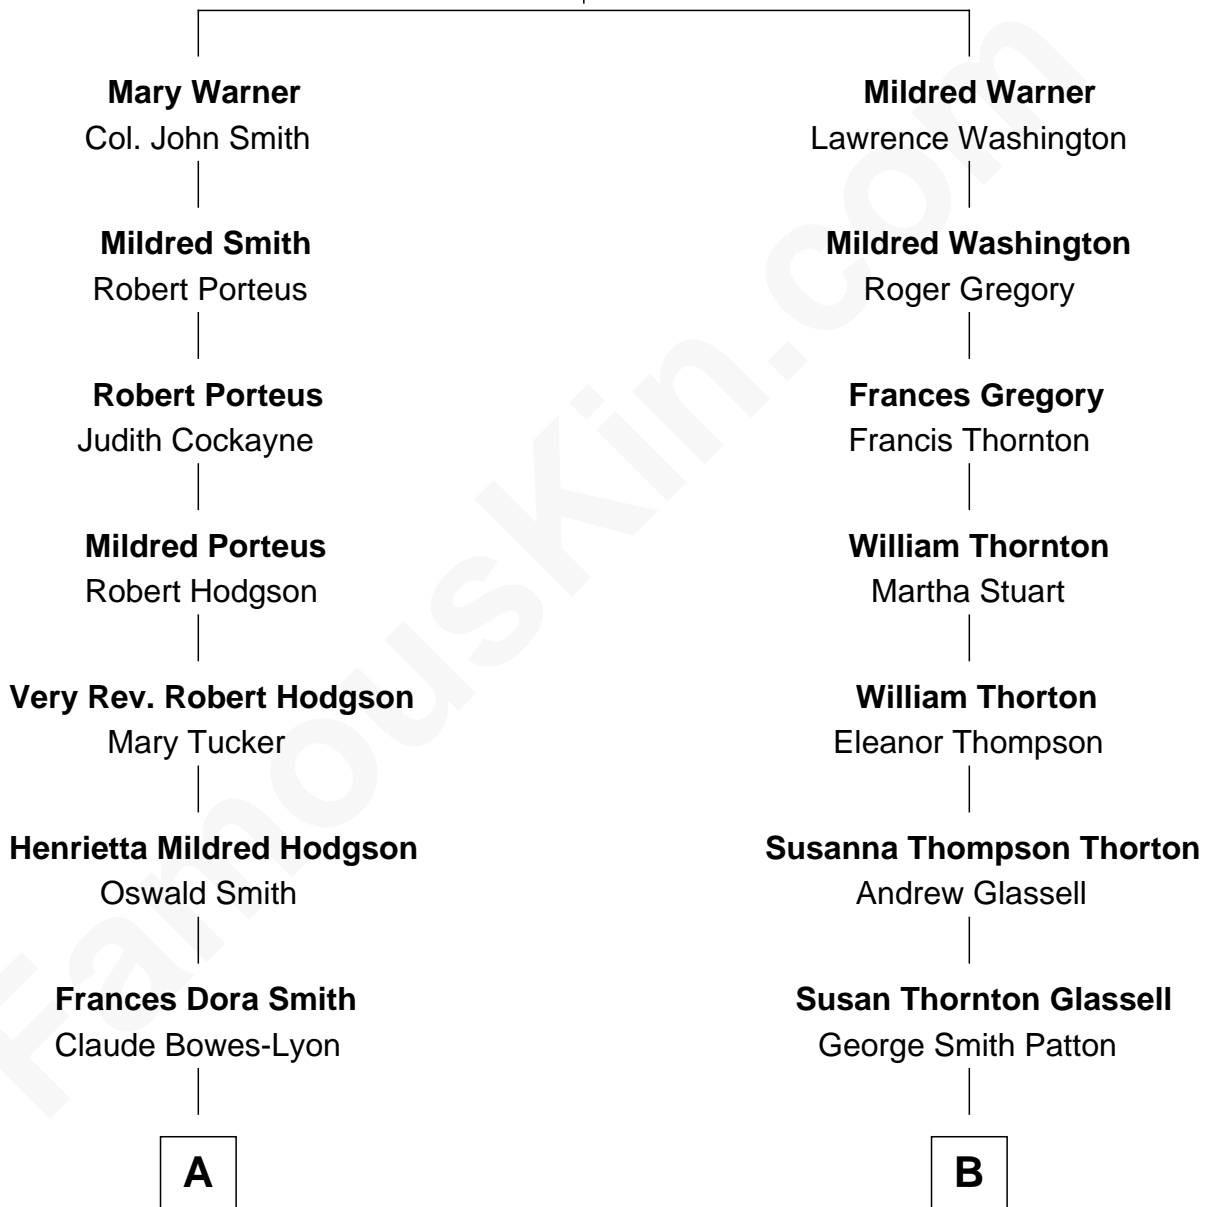 Mary Warner
Col. John Smith
Mildred Smith
Robert Porteus
Robert Porteus
Judith Cockayne
Mildred Porteus
Robert Hodgson
Very Rev. Robert Hodgson
Mary Tucker
Henrietta Mildred Hodgson
Oswald Smith
Frances Dora Smith
Claude Bowes-Lyon
A
Mildred Warner
Lawrence Washington
Mildred Washington
Roger Gregory
Frances Gregory
Francis Thornton
William Thornton
Martha Stuart
William Thorton
Eleanor Thompson
Susanna Thompson Thorton
Andrew Glassell
Susan Thornton Glassell
George Smith Patton
B
FamousKin.com